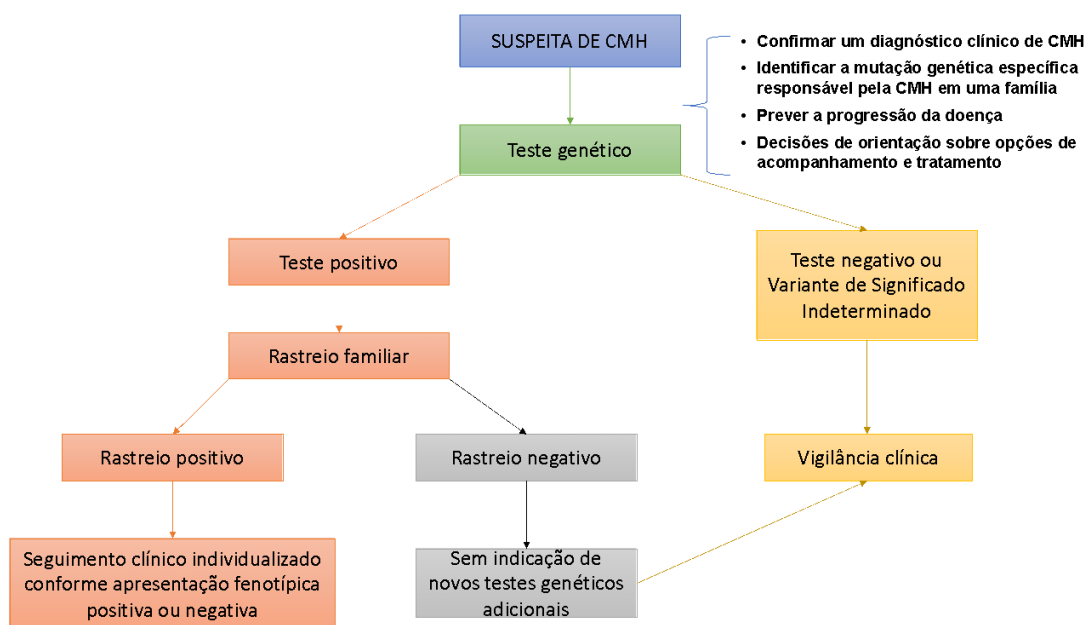 SUSPEITA DE CMH
• Confirmar um diagnóstico clínico de CMH
• Identificar a mutação genética específica
responsável pela CMH em uma família
• Prever a progressão da doença
• Decisões de orientação sobre opções de
acompanhamento e tratamento
Teste genético
Teste positivo
Teste negativo ou
Variante de Significado
Indeterminado
Rastreio familiar
Rastreio positivo
Rastreio negativo
Vigilância clínica
Seguimento clínico individualizado
conforme apresentação fenotípica
positiva ou negativa
Sem indicação de
novos testes genéticos
adicionais